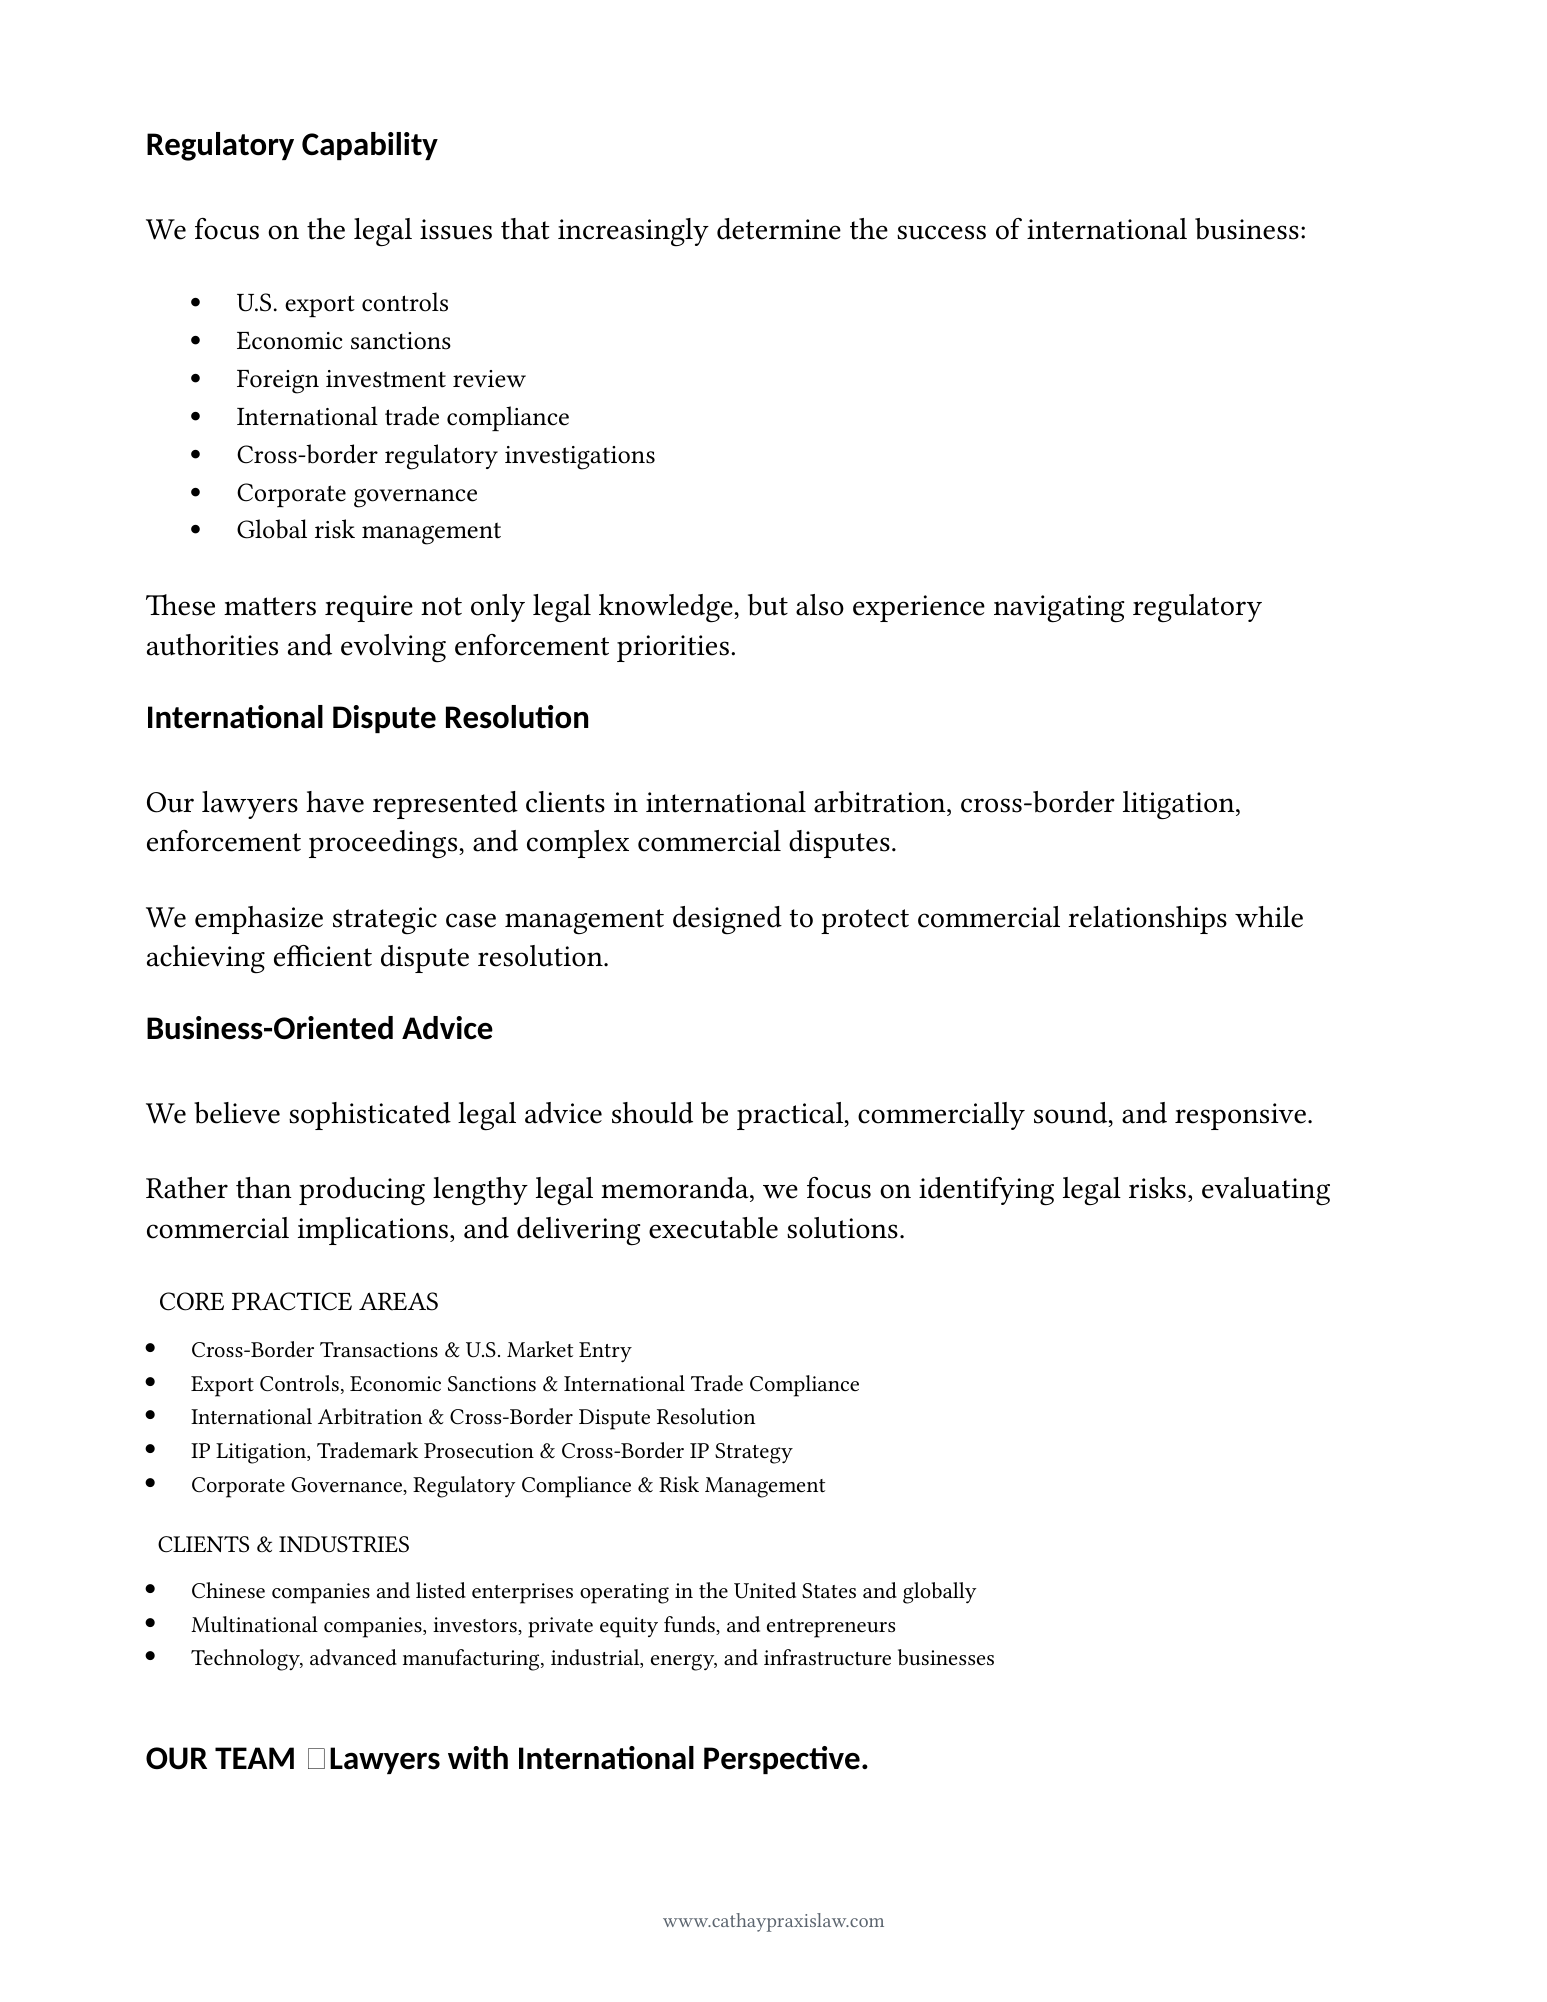 Regulatory Capability
We focus on the legal issues that increasingly determine the success of international business:
• U.S. export controls
• Economic sanctions
• Foreign investment review
• International trade compliance
• Cross-border regulatory investigations
• Corporate governance
• Global risk management
These matters require not only legal knowledge, but also experience navigating regulatory
authorities and evolving enforcement priorities.
International Dispute Resolution
Our lawyers have represented clients in international arbitration, cross-border litigation,
enforcement proceedings, and complex commercial disputes.
We emphasize strategic case management designed to protect commercial relationships while
achieving efficient dispute resolution.
Business-Oriented Advice
We believe sophisticated legal advice should be practical, commercially sound, and responsive.
Rather than producing lengthy legal memoranda, we focus on identifying legal risks, evaluating
commercial implications, and delivering executable solutions.
CORE PRACTICE AREAS
• Cross-Border Transactions & U.S. Market Entry
• Export Controls, Economic Sanctions & International Trade Compliance
• International Arbitration & Cross-Border Dispute Resolution
• IP Litigation, Trademark Prosecution & Cross-Border IP Strategy
• Corporate Governance, Regulatory Compliance & Risk Management
CLIENTS & INDUSTRIES
• Chinese companies and listed enterprises operating in the United States and globally
• Multinational companies, investors, private equity funds, and entrepreneurs
• Technology, advanced manufacturing, industrial, energy, and infrastructure businesses
OUR TEAM □Lawyers with International Perspective.
www.cathaypraxislaw.com